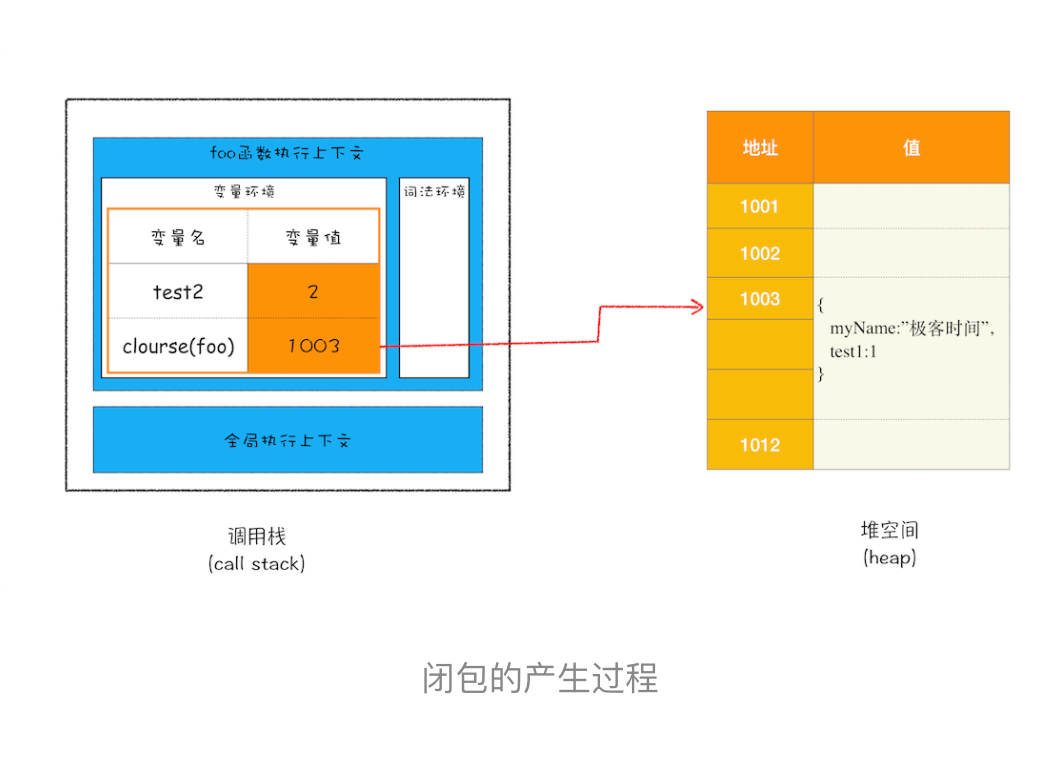 foo函数执行上下文
变量环境
词法环境
变量名 变量值
test2 2
clourse(foo) 1003
全局执行上下文
调用栈
(call stack)
地址 值
1001
1002
1003
{
myName:”极客时间”,
test1:1
}
1012
堆空间
(heap)
闭包的产生过程